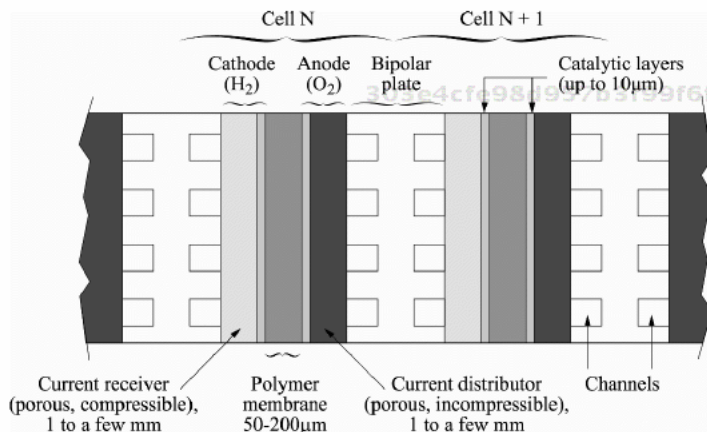 Cell N
Cell N + 1
Cathode
(H2)
Anode
(O2)
Bipolar
plate
Catalytic layers
(up to 10μm)
Current receiver
(porous, compressible),
1 to a few mm
Polymer
membrane
50-200μm
Current distributor
(porous, incompressible),
1 to a few mm
Channels